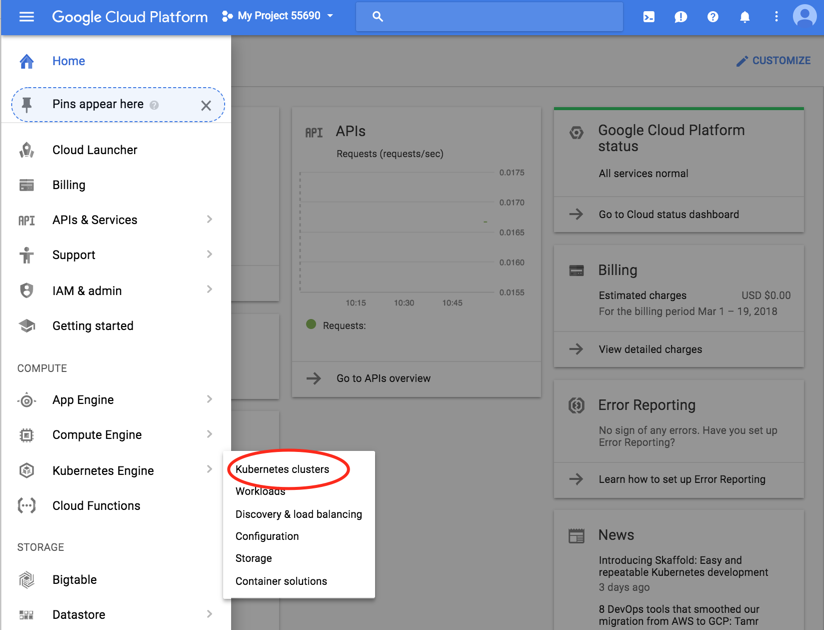 Google Cloud Platform
My Project 55690
Home
Pins appear here
Cloud Launcher
Billing
API
APIs & Services
Support
IAM & admin
Getting started
COMPUTE
App Engine
Compute Engine
Kubernetes Engine
Cloud Functions
STORAGE
Bigtable
Datastore
Kubernetes clusters
Workloads
Discovery & load balancing
Configuration
Storage
Container solutions
CUSTOMIZE
API
APIs
Requests (requests/sec)
0.0175
0.0170
0.0165
0.0160
0.0155
10:15
10:30
10:45
Requests:
Go to APIs overview
Google Cloud Platform
status
All services normal
Go to Cloud status dashboard
Billing
Estimated charges USD $0.00
For the billing period Mar 1 – 19, 2018
View detailed charges
Error Reporting
No sign of any errors. Have you set up
Error Reporting?
Learn how to set up Error Reporting
News
Introducing Skaffold: Easy and
repeatable Kubernetes development
3 days ago
8 DevOps tools that smoothed our
migration from AWS to GCP: Tamr